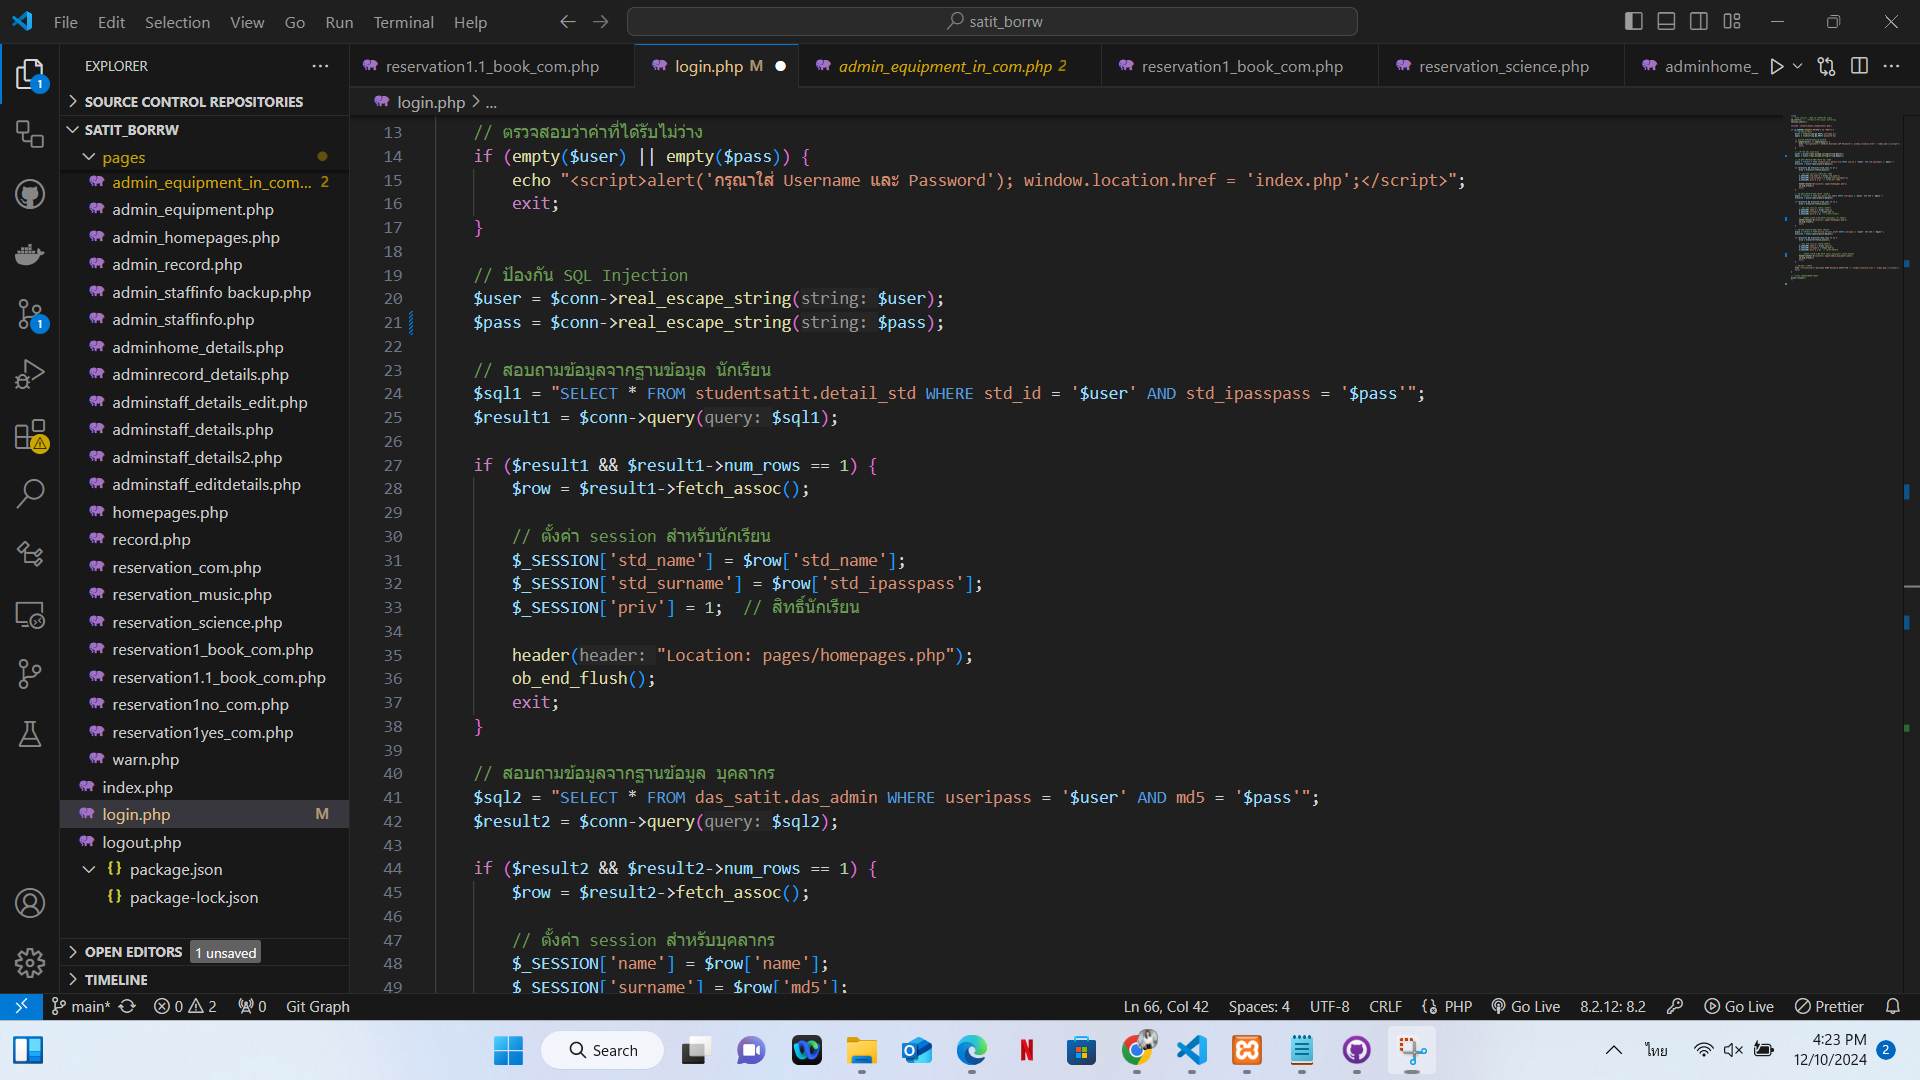 File Edit Selection View Go Run Terminal Help
satit_borrw
EXPLORER
SOURCE CONTROL REPOSITORIES
SATIT_BORRW
pages
admin_equipment_in_com... 2
admin_equipment.php
admin_homepages.php
admin_record.php
admin_staffinfo backup.php
admin_staffinfo.php
adminhome_details.php
adminrecord_details.php
adminstaff_details_edit.php
adminstaff_details.php
adminstaff_details2.php
adminstaff_editdetails.php
homepages.php
record.php
reservation_com.php
reservation_music.php
reservation_science.php
reservation1_book_com.php
reservation1.1_book_com.php
reservation1no_com.php
reservation1yes_com.php
warn.php
index.php
login.php M
logout.php
package.json
package-lock.json
OPEN EDITORS 1 unsaved
TIMELINE
1
1
reservation1.1_book_com.php login.php M admin_equipment_in_com.php 2 reservation1_book_com.php reservation_science.php adminhome_
login.php > ...
13 // ตรวจสอบว่าค่าที่ได้รับไม่ว่าง
14 if (empty($user) || empty($pass)) {
15 echo "<script>alert('กรุณาใส่ Username และ Password'); window.location.href = 'index.php';</script>";
16 exit;
17 }
18
19 // ป้องกัน SQL Injection
20 $user = $conn->real_escape_string(string: $user);
21 $pass = $conn->real_escape_string(string: $pass);
22
23 // สอบถามข้อมูลจากฐานข้อมูล นักเรียน
24 $sql1 = "SELECT * FROM studentsatit.detail_std WHERE std_id = '$user' AND std_ipasspass = '$pass'";
25 $result1 = $conn->query(query: $sql1);
26
27 if ($result1 && $result1->num_rows == 1) {
28 $row = $result1->fetch_assoc();
29
30 // ตั้งค่า session สำหรับนักเรียน
31 $_SESSION['std_name'] = $row['std_name'];
32 $_SESSION['std_surname'] = $row['std_ipasspass'];
33 $_SESSION['priv'] = 1; // สิทธิ์นักเรียน
34
35 header(header: "Location: pages/homepages.php");
36 ob_end_flush();
37 exit;
38 }
39
40 // สอบถามข้อมูลจากฐานข้อมูล บุคลากร
41 $sql2 = "SELECT * FROM das_satit.das_admin WHERE useripass = '$user' AND md5 = '$pass'";
42 $result2 = $conn->query(query: $sql2);
43
44 if ($result2 && $result2->num_rows == 1) {
45 $row = $result2->fetch_assoc();
46
47 // ตั้งค่า session สำหรับบุคลากร
48 $_SESSION['name'] = $row['name'];
49 $_SESSION['surname'] = $row['md5'];
main* 0 2 0 Git Graph Ln 66, Col 42 Spaces: 4 UTF-8 CRLF PHP Go Live 8.2.12: 8.2 Go Live Prettier
Search
ไทย
4:23 PM
12/10/2024
2